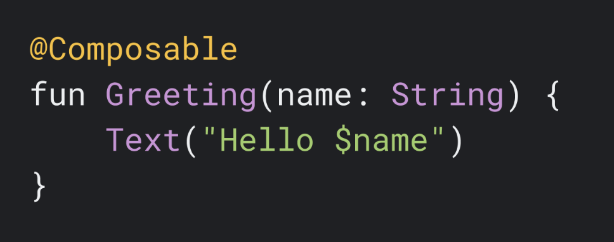 @Composable
fun Greeting(name: String) {
    Text("Hello $name")
}